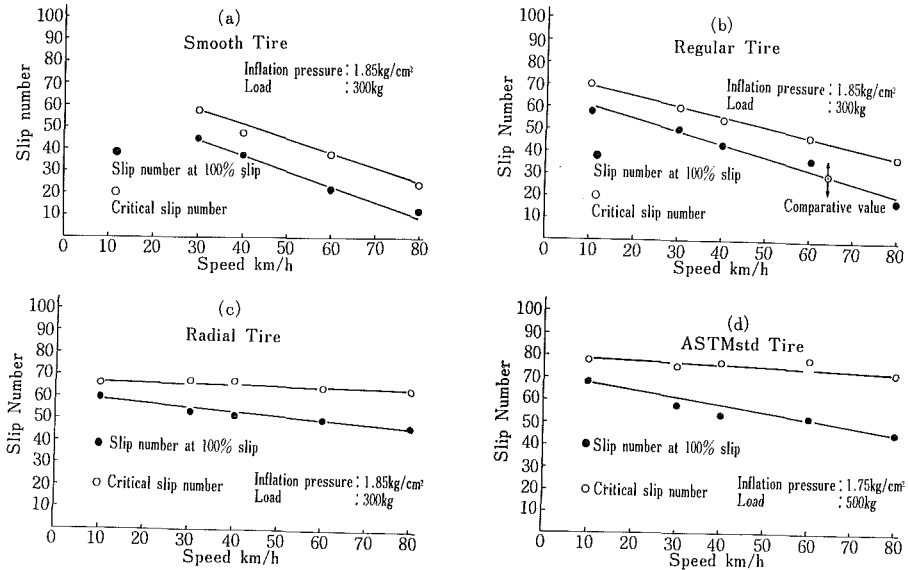 (a)
Smooth Tire
Inflation pressure : 1.85kg/cm²
Load : 300kg
Slip number
100
90
80
70
60
50
40
30
20
10
● Slip number at 100% slip
○ Critical slip number
0 10 20 30 40 50 60 70 80
Speed km/h
(b)
Regular Tire
Inflation pressure : 1.85kg/cm²
Load : 300kg
Slip Number
100
90
80
70
60
50
40
30
20
10
● Slip number at 100% slip
○ Critical slip number
Comparative value
0 10 20 30 40 50 60 70 80
Speed km/h
(c)
Radial Tire
Slip Number
100
90
80
70
60
50
40
30
20
10
● Slip number at 100% slip
○ Critical slip number
Inflation pressure : 1.85kg/cm²
Load : 300kg
0 10 20 30 40 50 60 70 80
Speed km/h
(d)
ASTMstd Tire
Slip Number
100
90
80
70
60
50
40
30
20
10
● Slip number at 100% slip
○ Critical slip number
Inflation pressure : 1.75kg/cm²
Load : 500kg
0 10 20 30 40 50 60 70 80
Speed km/h